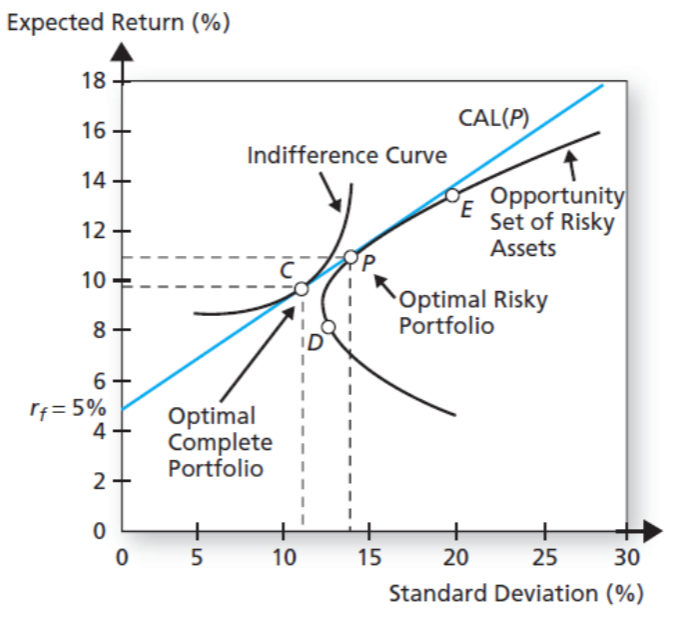 Expected Return (%)
18
16
14
12
10
8
6
r_f = 5%
4
2
0
CAL(P)
Indifference Curve
E
Opportunity
Set of Risky
Assets
C
P
Optimal Risky
Portfolio
D
Optimal
Complete
Portfolio
0 5 10 15 20 25 30
Standard Deviation (%)